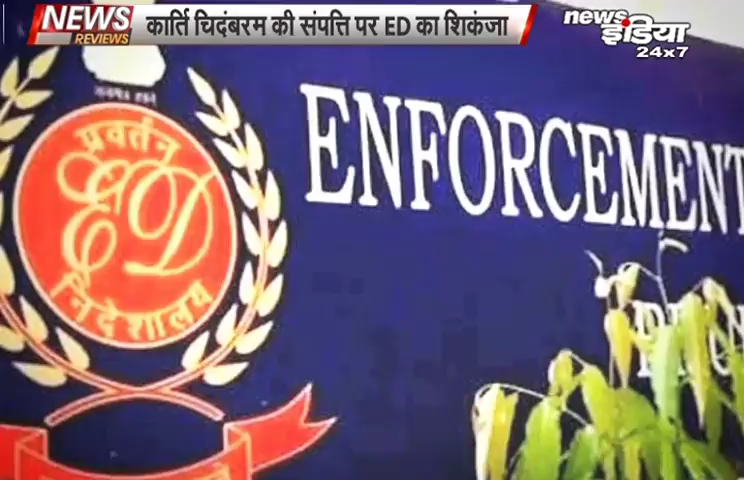 NEWS
REVIEWS
कार्ति चिदंबरम की संपत्ति पर ED का शिकंजा
news
इंडिया
24x7
ENFORCEMENT
प्रवर्तन
ED
निदेशालय